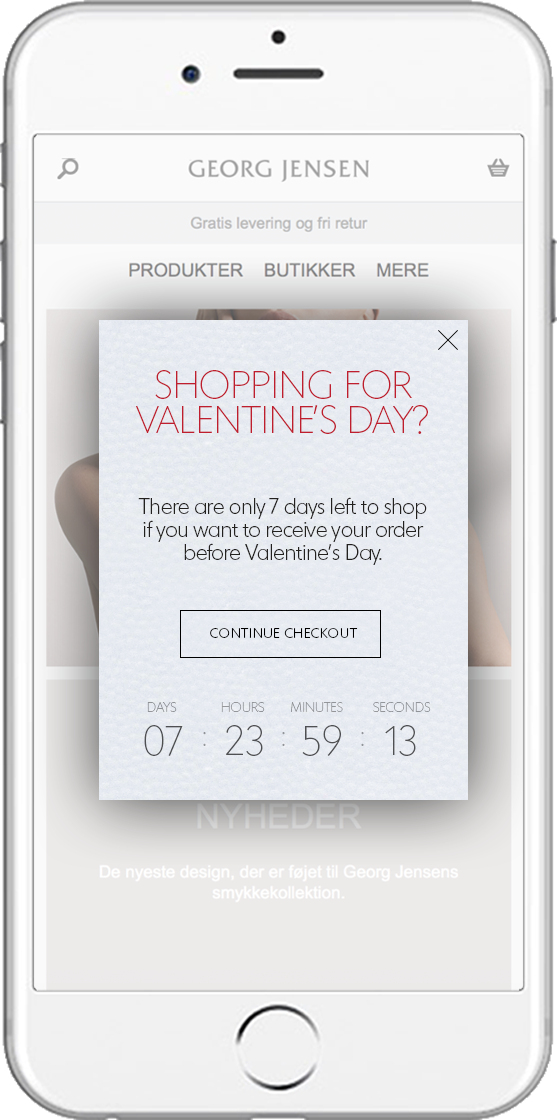 GEORG JENSEN
Gratis levering og fri retur
PRODUKTER BUTIKKER MERE
SHOPPING FOR
VALENTINE'S DAY?
There are only 7 days left to shop
if you want to receive your order
before Valentine's Day.
CONTINUE CHECKOUT
DAYS HOURS MINUTES SECONDS
07 : 23 : 59 : 13
NYHEDER
De nyeste design, der er føjet til Georg Jensens
smykkekollektion.